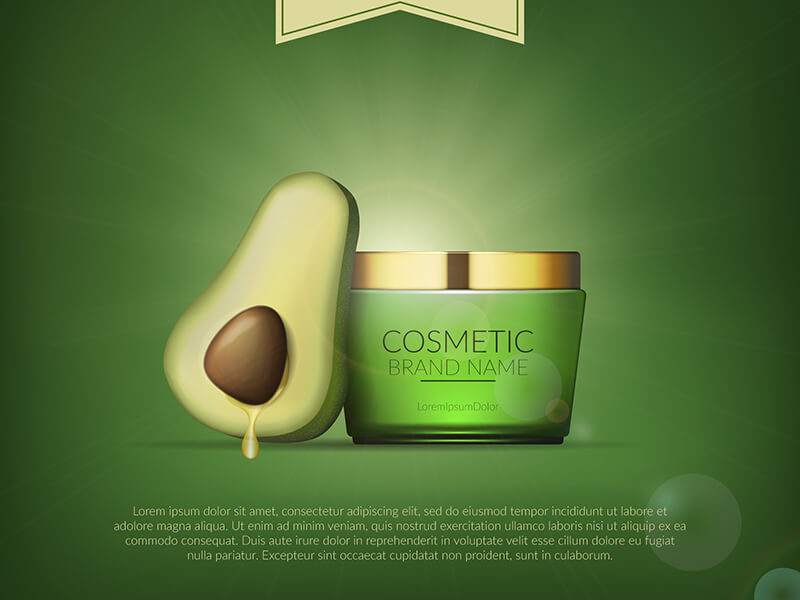 COSMETIC
BRAND NAME
LoremIpsumDolor
Lorem ipsum dolor sit amet, consectetur adipiscing elit, sed do eiusmod tempor incididunt ut labore et
adolore magna aliqua. Ut enim ad minim veniam, quis nostrud exercitation ullamco laboris nisi ut aliquip ex ea
commodo consequat. Duis aute irure dolor in reprehenderit in voluptate velit esse cillum dolore eu fugiat
nulla pariatur. Excepteur sint occaecat cupidatat non proident, sunt in culaborum.